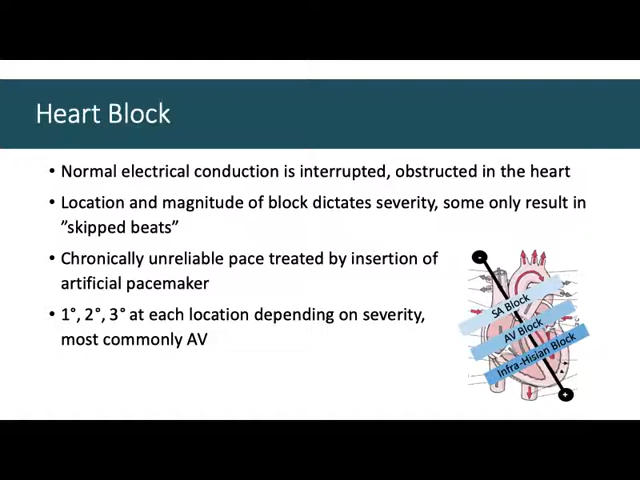 Heart Block
• Normal electrical conduction is interrupted, obstructed in the heart
• Location and magnitude of block dictates severity, some only result in
”skipped beats”
• Chronically unreliable pace treated by insertion of
artificial pacemaker
• 1°, 2°, 3° at each location depending on severity,
most commonly AV
-
SA Block
AV Block
Infra-Hisian Block
+